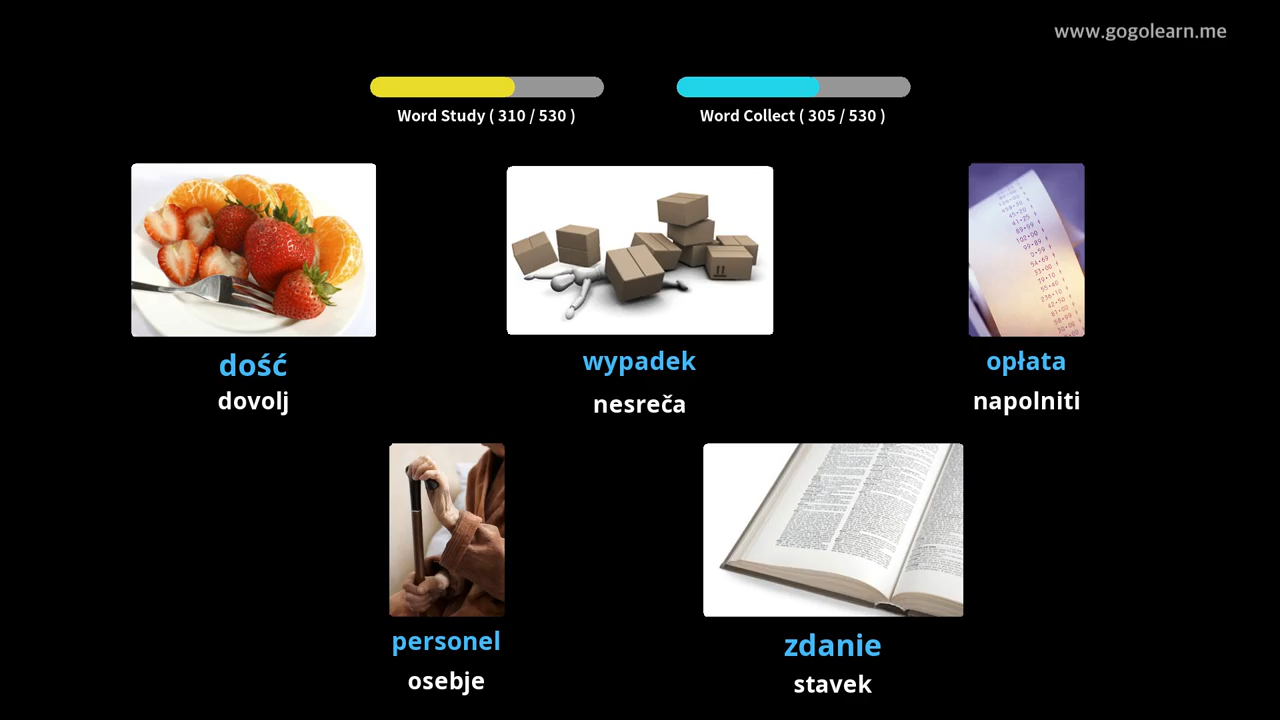 www.gogolearn.me
Word Study ( 310 / 530 )
Word Collect ( 305 / 530 )
dość
dovolj
wypadek
nesreča
opłata
napolniti
personel
osebje
zdanie
stavek